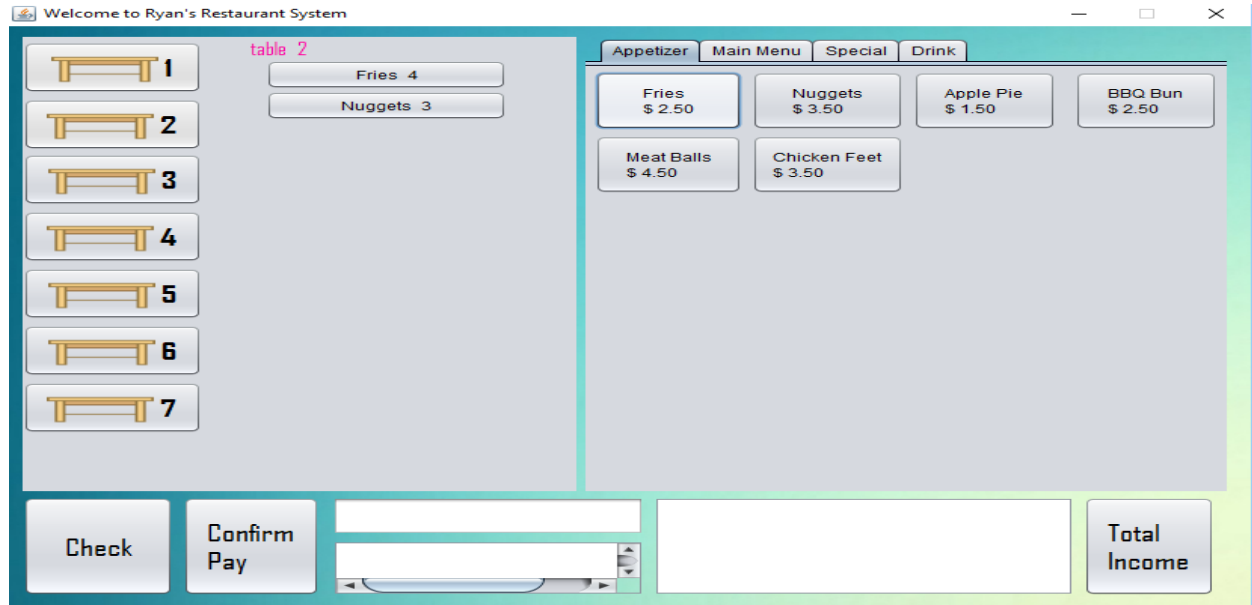 Welcome to Ryan's Restaurant System
1
2
3
4
5
6
7
table 2
Fries 4
Nuggets 3
Appetizer Main Menu Special Drink
Fries
$ 2.50
Nuggets
$ 3.50
Apple Pie
$ 1.50
BBQ Bun
$ 2.50
Meat Balls
$ 4.50
Chicken Feet
$ 3.50
Check
Confirm
Pay
Total
Income